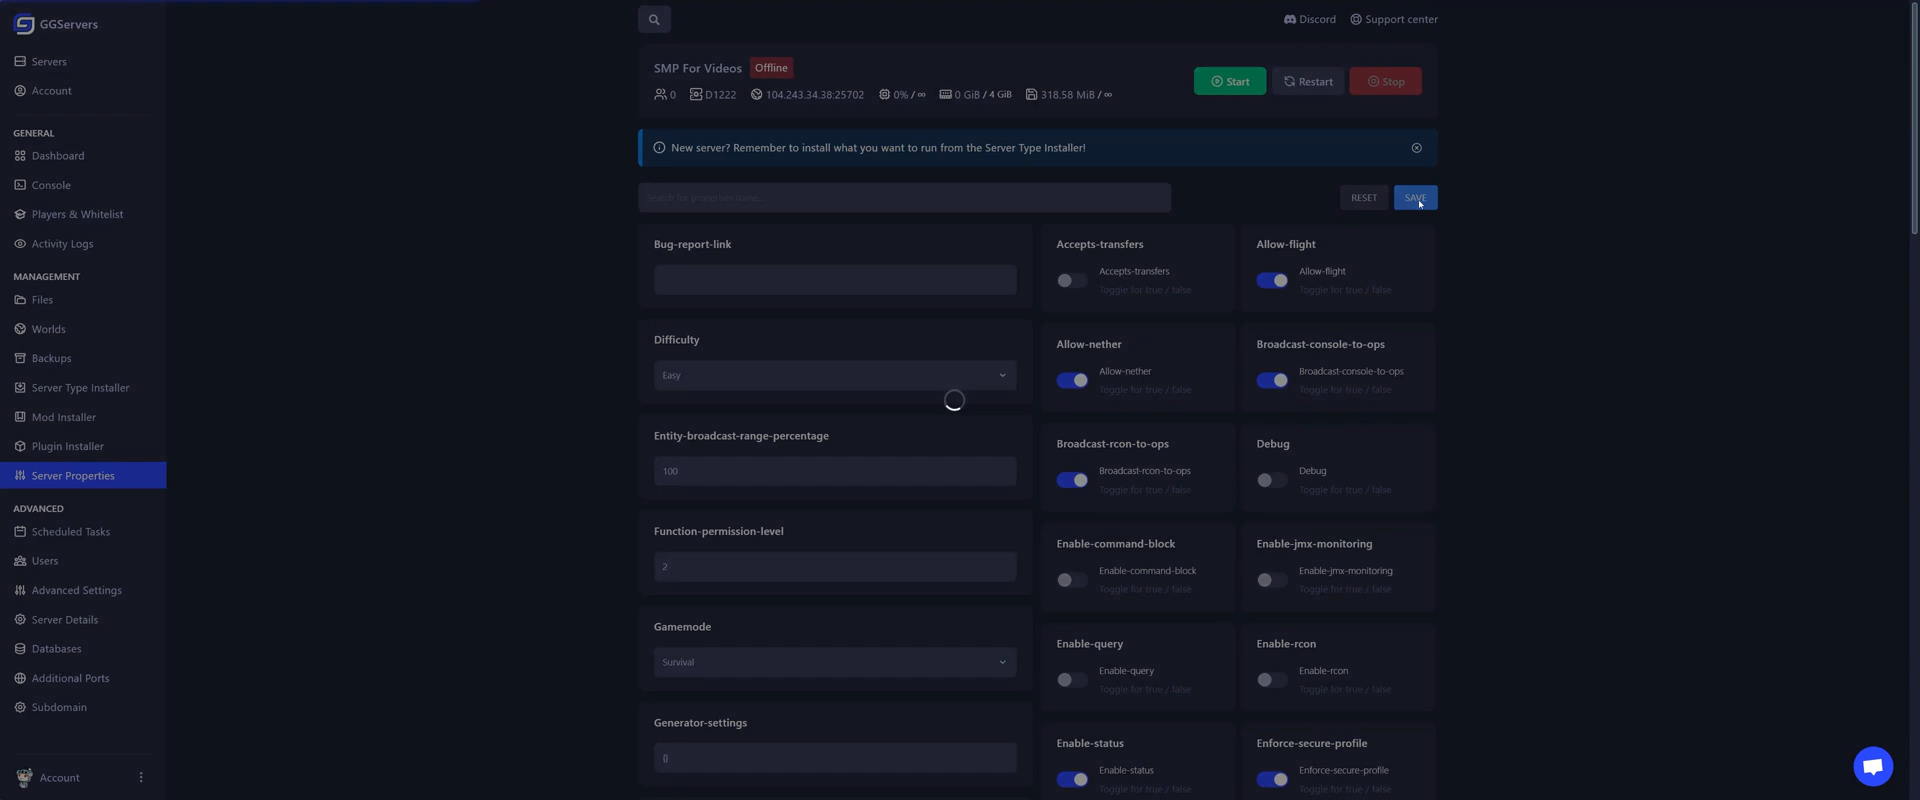 GGServers
Servers
Account
GENERAL
Dashboard
Console
Players & Whitelist
Activity Logs
MANAGEMENT
Files
Worlds
Backups
Server Type Installer
Mod Installer
Plugin Installer
Server Properties
ADVANCED
Scheduled Tasks
Users
Advanced Settings
Server Details
Databases
Additional Ports
Subdomain
Account
Discord
Support center
SMP For Videos Offline
0 D1222 104.243.34.38:25702 0% / ∞ 0 GiB / 4 GiB 318.58 MiB / ∞
Start Restart Stop
New server? Remember to install what you want to run from the Server Type Installer!
Search for properties name...
RESET SAVE
Bug-report-link
Difficulty
Easy
Entity-broadcast-range-percentage
100
Function-permission-level
2
Gamemode
Survival
Generator-settings
{}
Accepts-transfers
Accepts-transfers
Toggle for true / false
Allow-flight
Allow-flight
Toggle for true / false
Allow-nether
Allow-nether
Toggle for true / false
Broadcast-console-to-ops
Broadcast-console-to-ops
Toggle for true / false
Broadcast-rcon-to-ops
Broadcast-rcon-to-ops
Toggle for true / false
Debug
Debug
Toggle for true / false
Enable-command-block
Enable-command-block
Toggle for true / false
Enable-jmx-monitoring
Enable-jmx-monitoring
Toggle for true / false
Enable-query
Enable-query
Toggle for true / false
Enable-rcon
Enable-rcon
Toggle for true / false
Enable-status
Enable-status
Toggle for true / false
Enforce-secure-profile
Enforce-secure-profile
Toggle for true / false